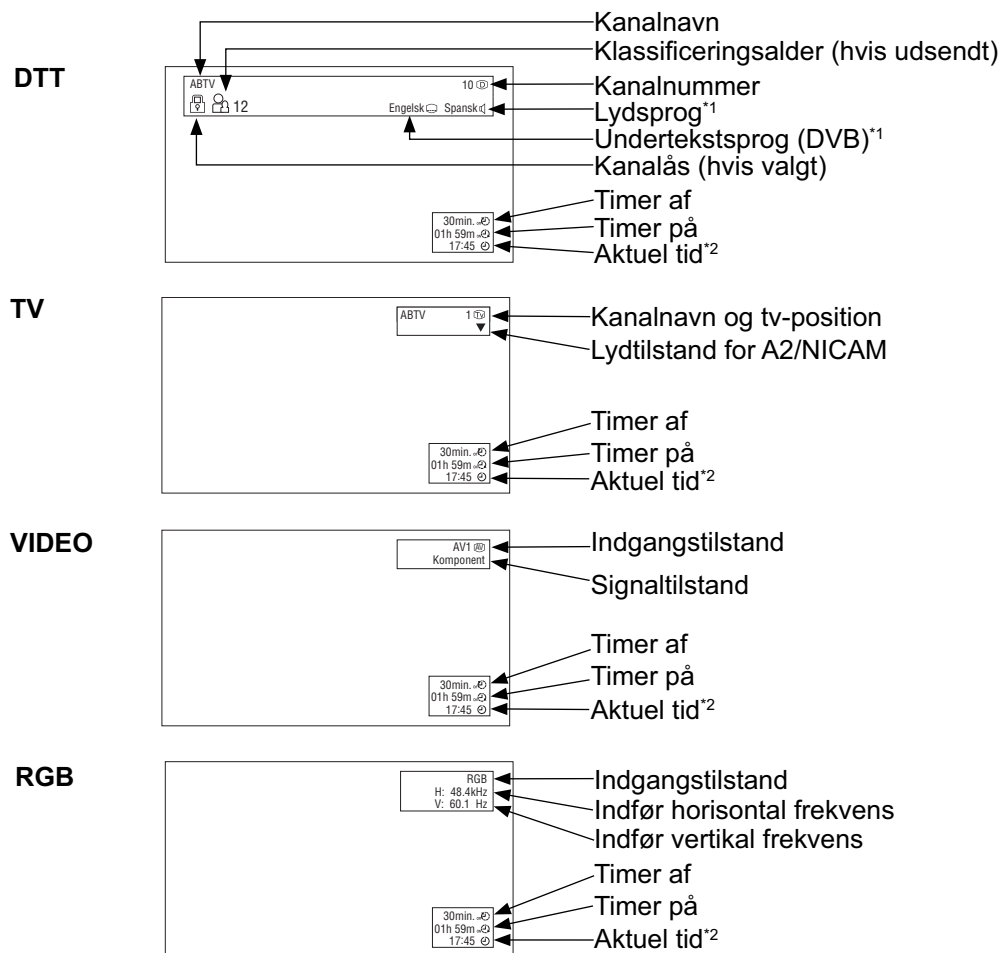 DTT
ABTV
12
10
Engelsk Spansk
30min.
01h 59m
17:45
Kanalnavn
Klassificeringsalder (hvis udsendt)
Kanalnummer
Lydsprog*1
Undertekstsprog (DVB)*1
Kanalås (hvis valgt)
Timer af
Timer på
Aktuel tid*2
TV
ABTV 1 TV
30min.
01h 59m
17:45
Kanalnavn og tv-position
Lydtilstand for A2/NICAM
Timer af
Timer på
Aktuel tid*2
VIDEO
AV1 AV
Komponent
30min.
01h 59m
17:45
Indgangstilstand
Signaltilstand
Timer af
Timer på
Aktuel tid*2
RGB
RGB
H: 48.4kHz
V: 60.1 Hz
30min.
01h 59m
17:45
Indgangstilstand
Indfør horisontal frekvens
Indfør vertikal frekvens
Timer af
Timer på
Aktuel tid*2